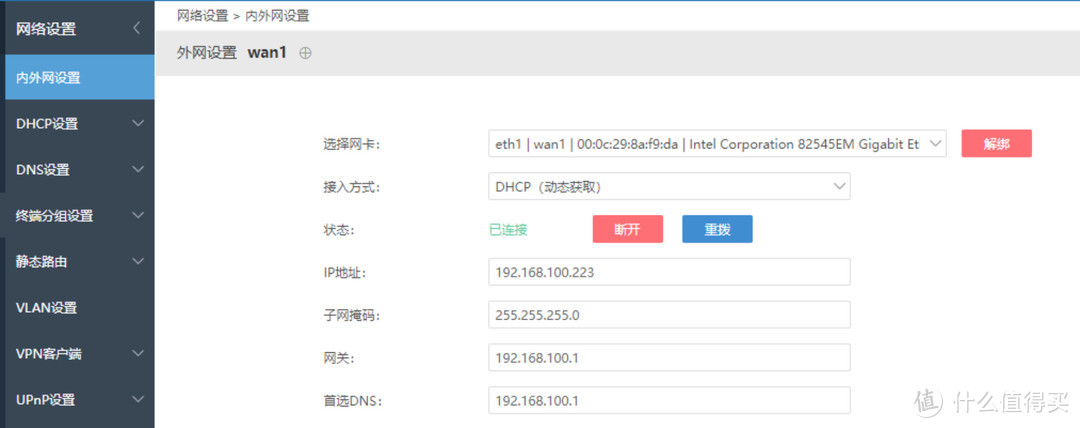 网络设置
网络设置 > 内外网设置
外网设置 wan1
内外网设置
DHCP设置
DNS设置
终端分组设置
静态路由
VLAN设置
VPN客户端
UPnP设置
选择网卡: eth1 | wan1 | 00:0c:29:8a:f9:da | Intel Corporation 82545EM Gigabit Etl 解绑
接入方式: DHCP（动态获取）
状态: 已连接 断开 重拨
IP地址: 192.168.100.223
子网掩码: 255.255.255.0
网关: 192.168.100.1
首选DNS: 192.168.100.1
值 什么值得买